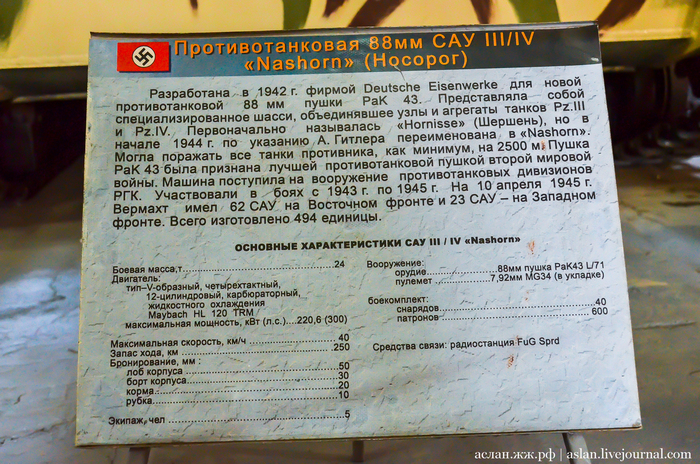 Противотанковая 88мм САУ III/IV
«Nashorn» (Носорог)
Разработана в 1942 г. фирмой Deutsche Eisenwerke для новой
противотанковой 88 мм пушки PaK 43. Представляла собой
специализированное шасси, объединявшее узлы и агрегаты танков Pz.III
и Pz.IV. Первоначально называлась «Hornisse» (Шершень), но в
начале 1944 г. по указанию А. Гитлера переименована в «Nashorn».
Могла поражать все танки противника, как минимум, на 2500 м. Пушка
PaK 43 была признана лучшей противотанковой пушкой второй мировой
войны. Машина поступила на вооружение противотанковых дивизионов
РГК. Участвовали в боях с 1943 г. по 1945 г. На 10 апреля 1945 г.
Вермахт имел 62 САУ на Восточном фронте и 23 САУ – на Западном
фронте. Всего изготовлено 494 единицы.
ОСНОВНЫЕ ХАРАКТЕРИСТИКИ САУ III / IV «Nashorn»
Боевая масса,т..............................24
Двигатель:
тип–V-образный, четырехтактный,
12-цилиндровый, карбюраторный,
жидкостного охлаждения
Maybach HL 120 TRM/
максимальная мощность, кВт (л.с.)....220,6 (300)
Максимальная скорость, км/ч ....................40
Запас хода, км ....................250
Бронирование, мм :
лоб корпуса ....................50
борт корпуса ....................30
корма ....................20
рубка ....................10
Экипаж, чел ....................5
Вооружение:
орудие....................88мм пушка PaK43 L/71
пулемет ....................7,92мм MG34 (в укладке)
боекомплект:
снарядов....................40
патронов ....................600
Средства связи: радиостанция FuG Sprd
аслан.жж.рф | aslan.livejournal.com